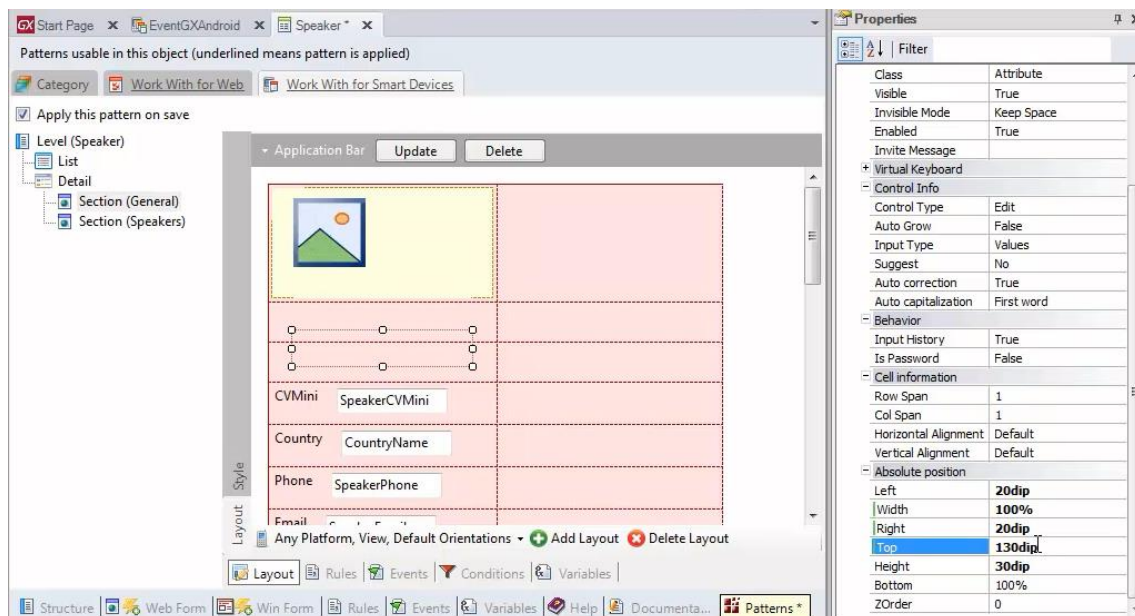 GX Start Page x EventGXAndroid x Speaker * x
Patterns usable in this object (underlined means pattern is applied)
Category Work With for Web Work With for Smart Devices
Apply this pattern on save
Level (Speaker)
List
Detail
Section (General)
Section (Speakers)
Application Bar Update Delete
CVMini SpeakerCVMini
Country CountryName
Phone SpeakerPhone
Email
Style
Layout
Any Platform, View, Default Orientations Add Layout Delete Layout
Layout Rules Events Conditions Variables
Structure Web Form Win Form Rules Events Variables Help Documenta... Patterns *
Properties
Filter
Class Attribute
Visible True
Invisible Mode Keep Space
Enabled True
Invite Message
Virtual Keyboard
Control Info
Control Type Edit
Auto Grow False
Input Type Values
Suggest No
Auto correction True
Auto capitalization First word
Behavior
Input History True
Is Password False
Cell information
Row Span 1
Col Span 1
Horizontal Alignment Default
Vertical Alignment Default
Absolute position
Left 20dip
Width 100%
Right 20dip
Top 130dip
Height 30dip
Bottom 100%
ZOrder 0